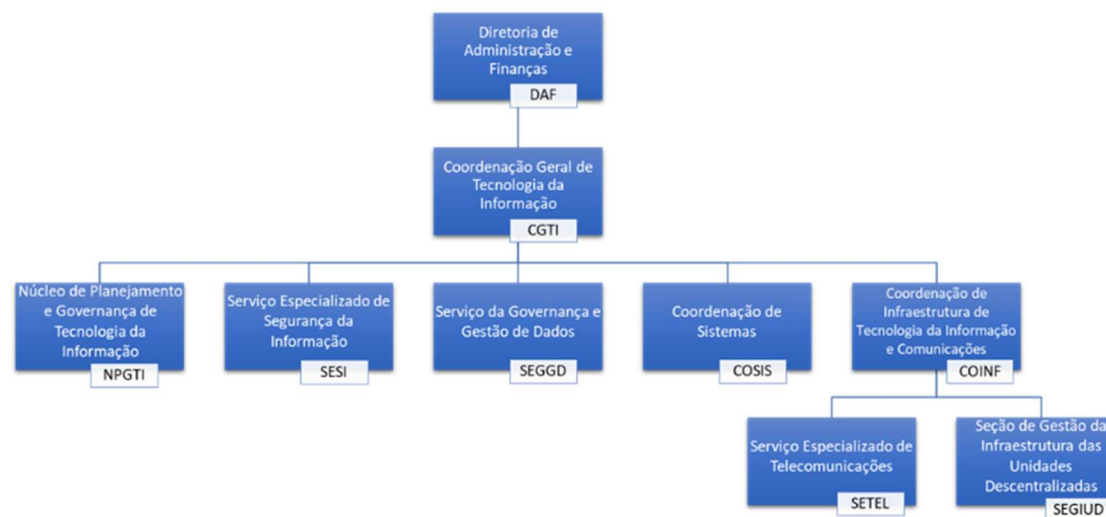 Diretoria de
Administração e
Finanças
DAF
Coordenação Geral de
Tecnologia da
Informação
CGTI
Núcleo de Planejamento
e Governança de
Tecnologia da
Informação
NPGTI
Serviço Especializado de
Segurança da
Informação
SESI
Serviço da Governança e
Gestão de Dados
SEGGD
Coordenação de
Sistemas
COSIS
Coordenação de
Infraestrutura de
Tecnologia da Informação
e Comunicações
COINF
Serviço Especializado de
Telecomunicações
SETEL
Seção de Gestão da
Infraestrutura das
Unidades
Descentralizadas
SEGIUD